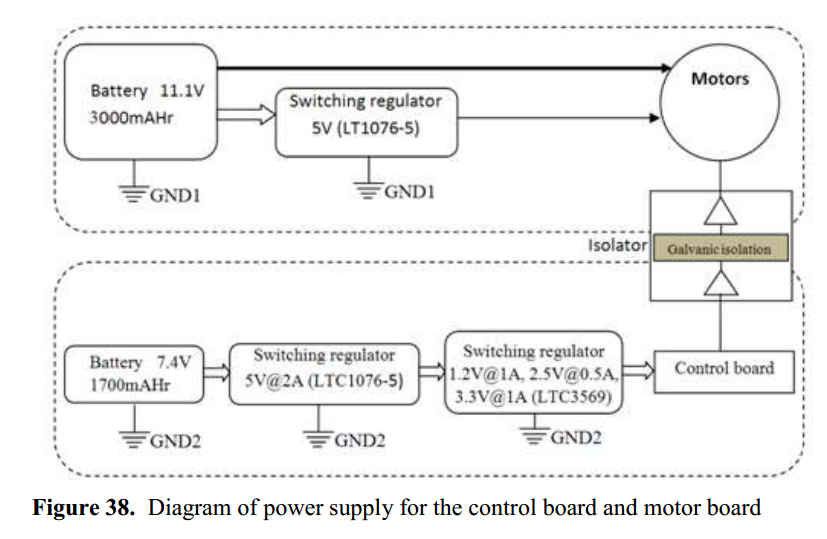 Battery 11.1V
3000mAHr
Switching regulator
5V (LT1076-5)
Motors
GND1
GND1
Isolator
Galvanic isolation
Battery 7.4V
1700mAHr
Switching regulator
5V@2A (LTC1076-5)
Switching regulator
1.2V@1A, 2.5V@0.5A,
3.3V@1A (LTC3569)
Control board
GND2
GND2
GND2
Figure 38. Diagram of power supply for the control board and motor board